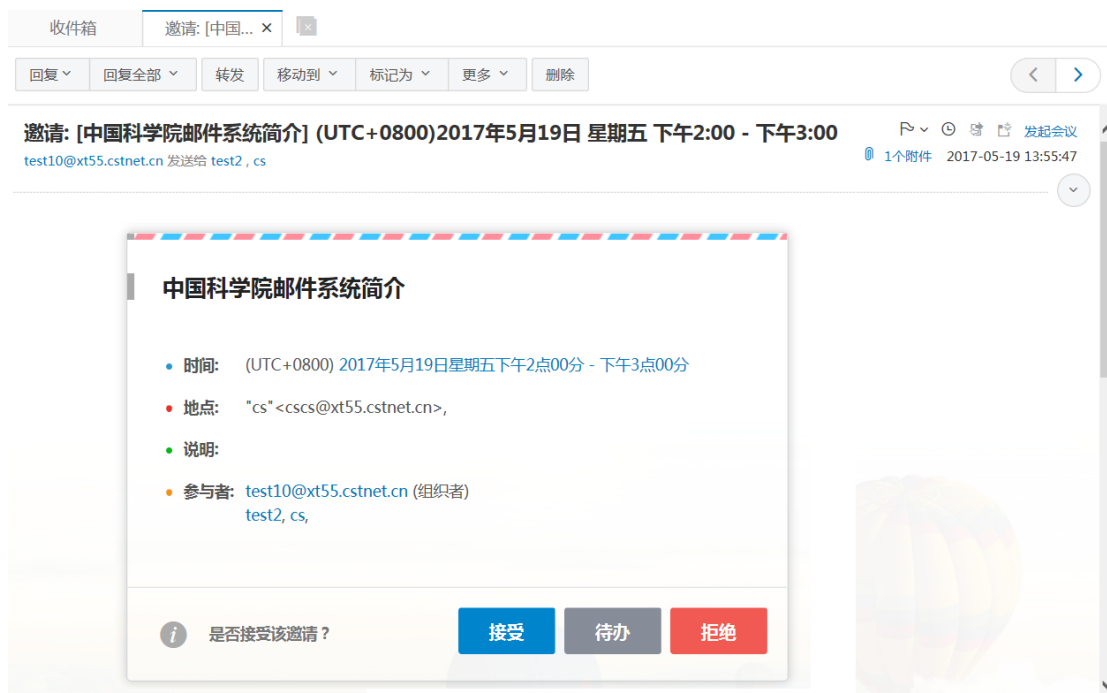 收件箱 邀请: [中国... ×
回复 回复全部 转发 移动到 标记为 更多 删除
邀请: [中国科学院邮件系统简介] (UTC+0800)2017年5月19日 星期五 下午2:00 - 下午3:00
发起会议
test10@xt55.cstnet.cn 发送给 test2 , cs
1个附件 2017-05-19 13:55:47
中国科学院邮件系统简介
时间: (UTC+0800) 2017年5月19日星期五下午2点00分 - 下午3点00分
地点: "cs"<cscs@xt55.cstnet.cn>,
说明:
参与者: test10@xt55.cstnet.cn (组织者)
test2, cs,
是否接受该邀请？ 接受 待办 拒绝